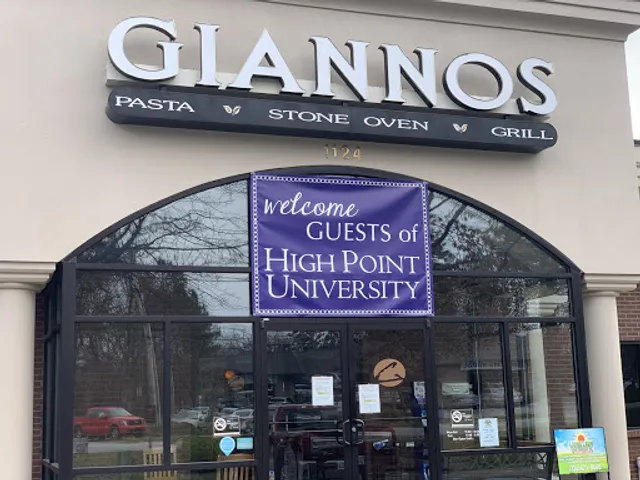 GIANNOS
PASTA STONE OVEN GRILL
1124
welcome
GUESTS of
HIGH POINT
UNIVERSITY